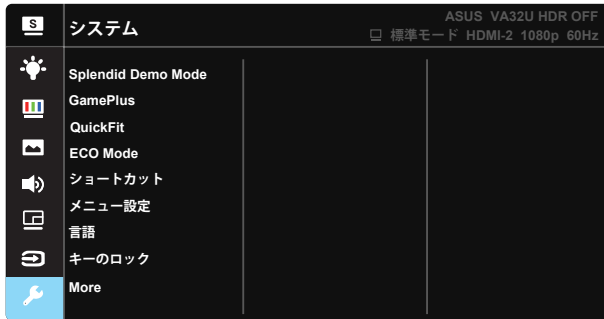 S
システム
ASUS VA32U HDR OFF
標準モード HDMI-2 1080p 60Hz
Splendid Demo Mode
GamePlus
QuickFit
ECO Mode
ショートカット
メニュー設定
言語
キーのロック
More